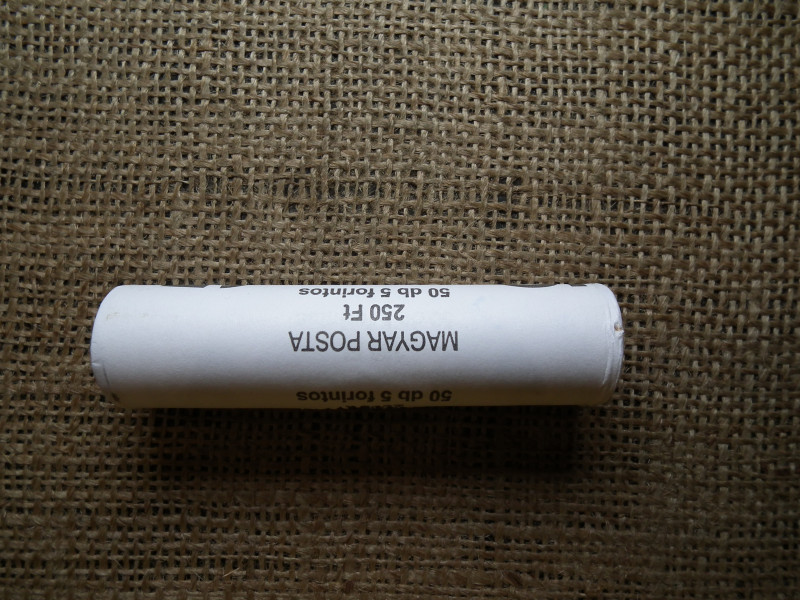 50 db 5 forintos
MAGYAR POSTA
250 Ft
50 db 5 forintos